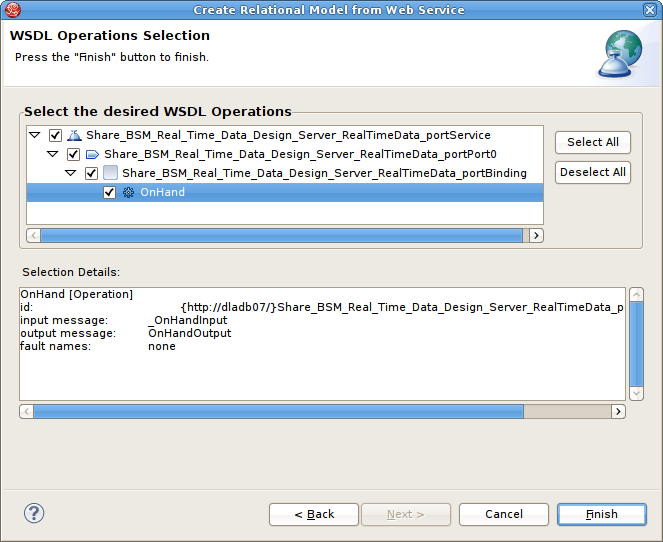 Create Relational Model from Web Service
WSDL Operations Selection
Press the "Finish" button to finish.
Select the desired WSDL Operations
Share_BSM_Real_Time_Data_Design_Server_RealTimeData_portService
Share_BSM_Real_Time_Data_Design_Server_RealTimeData_portPort0
Share_BSM_Real_Time_Data_Design_Server_RealTimeData_portBinding
OnHand
Select All
Deselect All
Selection Details:
OnHand [Operation]
id: {http://dladb07/}Share_BSM_Real_Time_Data_Design_Server_RealTimeData_p
input message: _OnHandInput
output message: OnHandOutput
fault names: none
?
< Back
Next >
Cancel
Finish